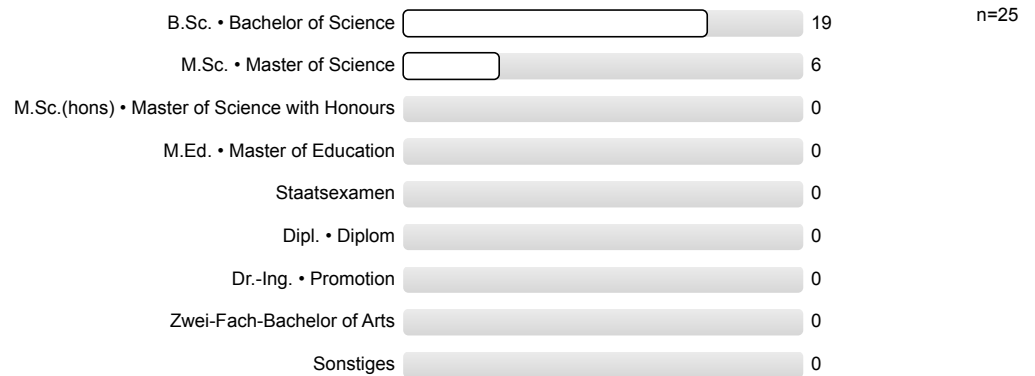 B.Sc. • Bachelor of Science 19 n=25
M.Sc. • Master of Science 6
M.Sc.(hons) • Master of Science with Honours 0
M.Ed. • Master of Education 0
Staatsexamen 0
Dipl. • Diplom 0
Dr.-Ing. • Promotion 0
Zwei-Fach-Bachelor of Arts 0
Sonstiges 0